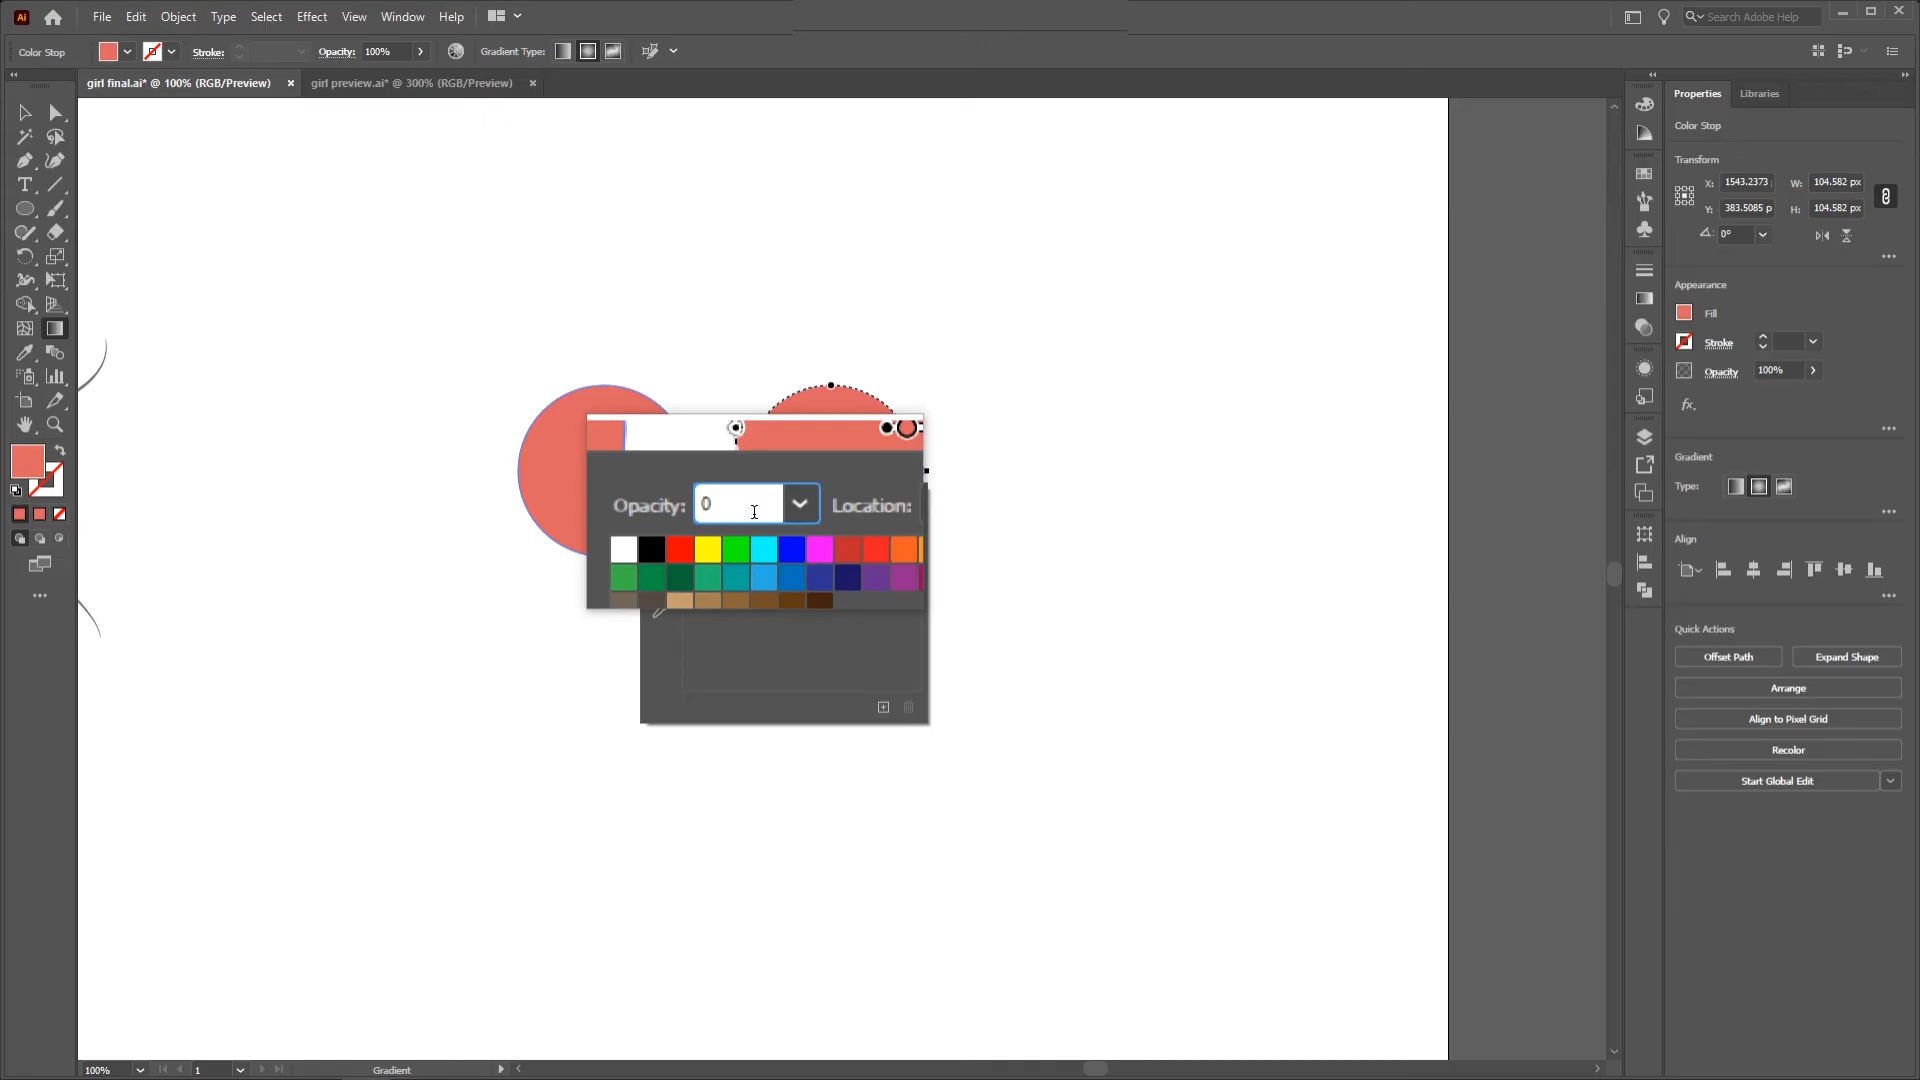 Ai File Edit Object Type Select Effect View Window Help Search Adobe Help
Color Stop Stroke: Opacity: 100% Gradient Type:
girl final.ai* @ 100% (RGB/Preview) × girl preview.ai* @ 300% (RGB/Preview) ×
Properties Libraries
Color Stop
Transform
X: 1543.2373 W: 104.582 px
Y: 383.5085 p H: 104.582 px
0°
Appearance
Fill
Stroke
Opacity 100%
fx.
Gradient
Type:
Align
Quick Actions
Offset Path Expand Shape
Arrange
Align to Pixel Grid
Recolor
Start Global Edit
Opacity: 0 Location:
100% 1 Gradient